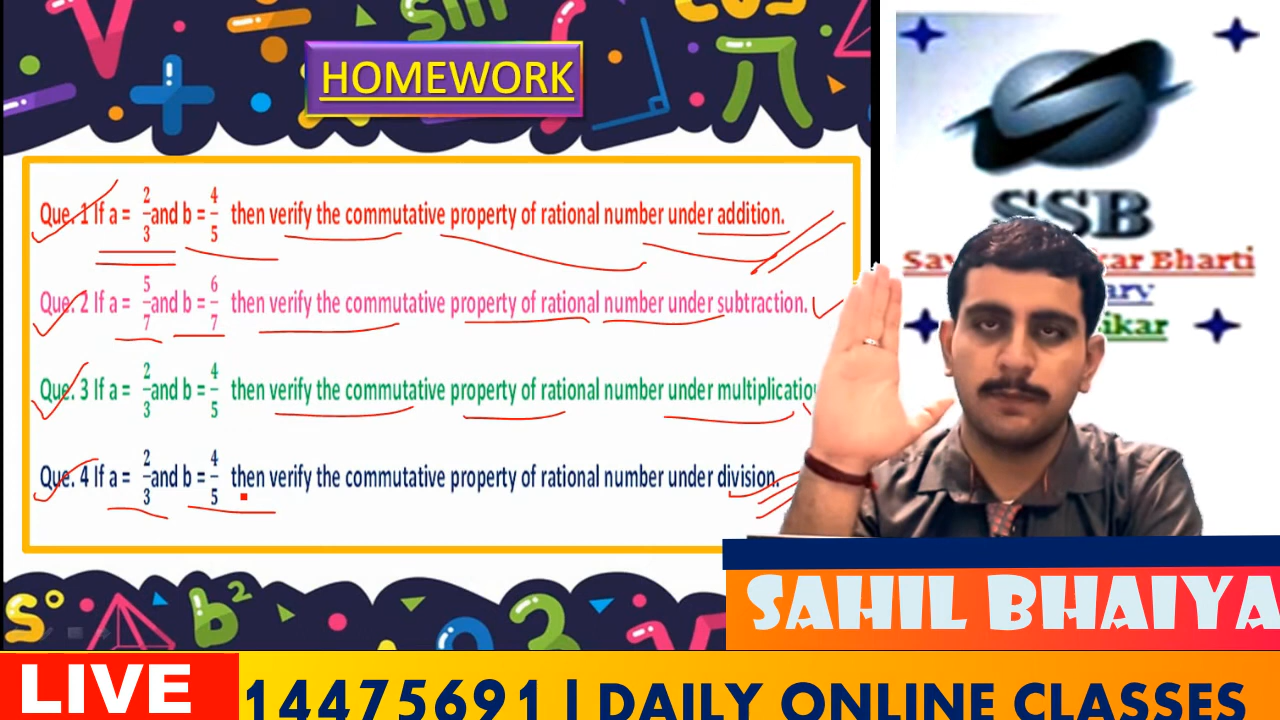 sin
cos
HOMEWORK
Que. 1 If a = 2/3 and b = 4/5 then verify the commutative property of rational number under addition.
Que. 2 If a = 5/7 and b = 6/7 then verify the commutative property of rational number under subtraction.
Que. 3 If a = 2/3 and b = 4/5 then verify the commutative property of rational number under
Que. 4 If a = 2/3 and b = 4/5 then verify the commutative property of rational number under division.
SSB
Bharti
SAHIL BHAIYA
LIVE
14475691 | DAILY ONLINE CLASSES